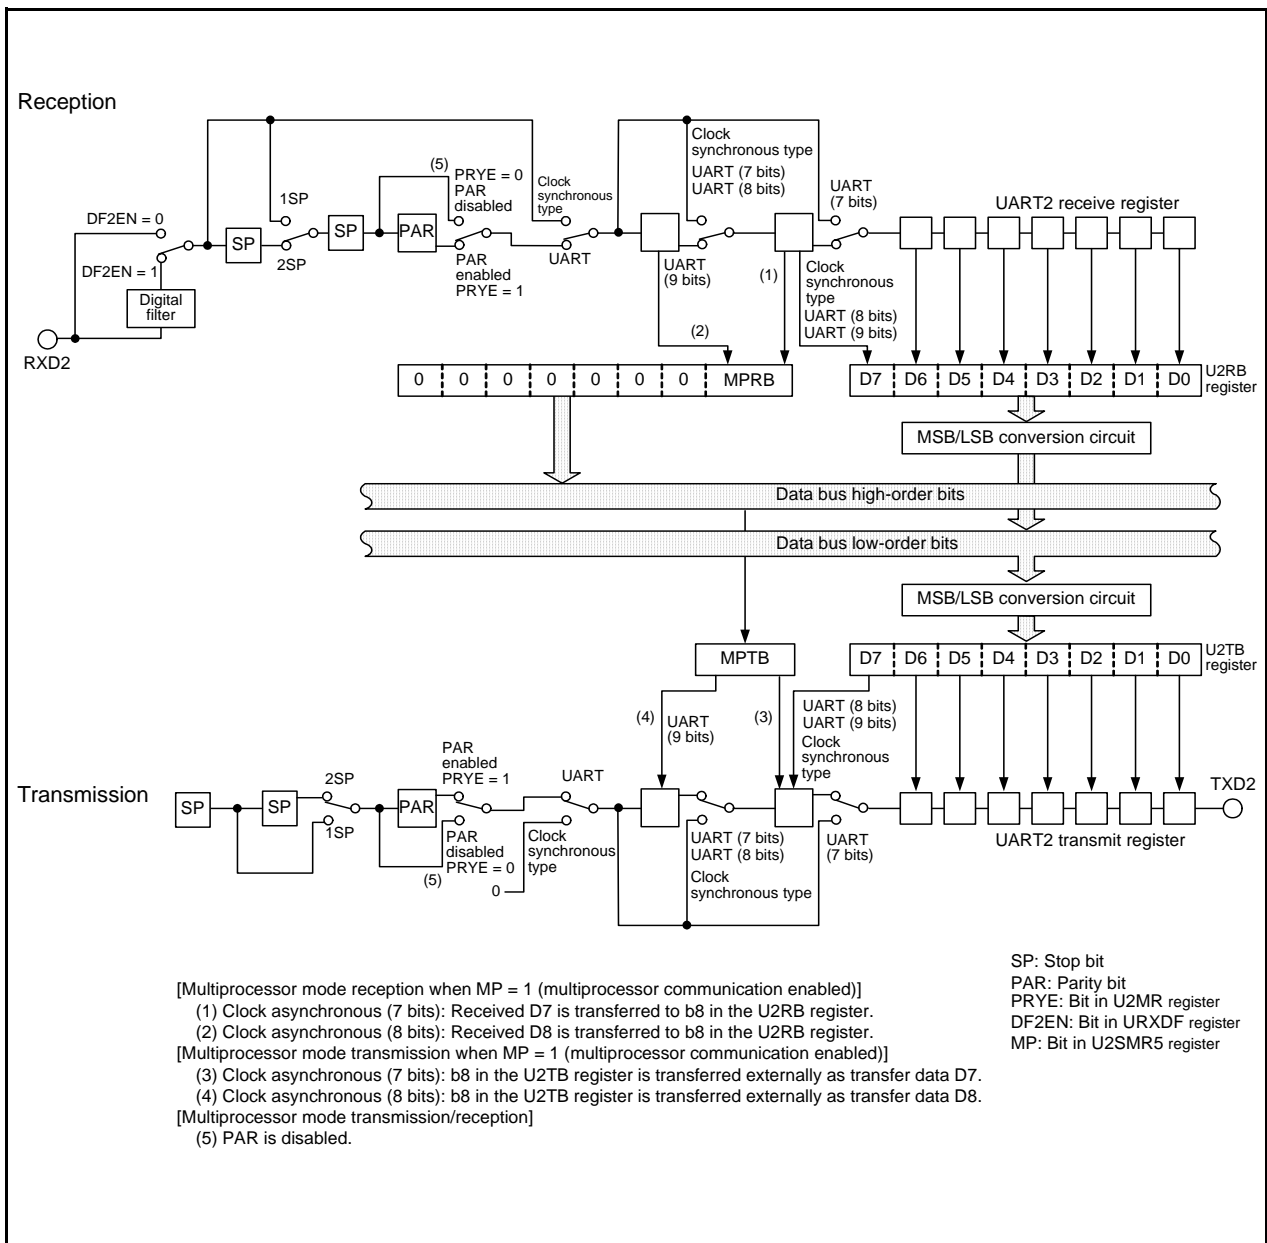 Reception
Clock
synchronous type
UART (7 bits)
UART (8 bits)
(5)
PRYE = 0
PAR
disabled
Clock
synchronous
type
UART
(7 bits)
UART2 receive register
1SP
DF2EN = 0
SP
SP
PAR
2SP
DF2EN = 1
UART
PAR
enabled
PRYE = 1
UART
(9 bits)
(1)
Clock
synchronous
type
UART (8 bits)
UART (9 bits)
Digital
filter
(2)
RXD2
0 0 0 0 0 0 0 MPRB
D7 D6 D5 D4 D3 D2 D1 D0
U2RB
register
MSB/LSB conversion circuit
Data bus high-order bits
Data bus low-order bits
MSB/LSB conversion circuit
MPTB
D7 D6 D5 D4 D3 D2 D1 D0
U2TB
register
(4)
UART
(9 bits)
(3)
UART (8 bits)
UART (9 bits)
Clock
synchronous
type
PAR
enabled
PRYE = 1
2SP
UART
TXD2
Transmission
SP
SP
PAR
1SP
PAR
disabled
PRYE = 0
(5)
Clock
synchronous
type
0
UART (7 bits)
UART (8 bits)
Clock
synchronous type
UART
(7 bits)
UART2 transmit register
SP: Stop bit
PAR: Parity bit
PRYE: Bit in U2MR register
DF2EN: Bit in URXDF register
MP: Bit in U2SMR5 register
[Multiprocessor mode reception when MP = 1 (multiprocessor communication enabled)]
(1) Clock asynchronous (7 bits): Received D7 is transferred to b8 in the U2RB register.
(2) Clock asynchronous (8 bits): Received D8 is transferred to b8 in the U2RB register.
[Multiprocessor mode transmission when MP = 1 (multiprocessor communication enabled)]
(3) Clock asynchronous (7 bits): b8 in the U2TB register is transferred externally as transfer data D7.
(4) Clock asynchronous (8 bits): b8 in the U2TB register is transferred externally as transfer data D8.
[Multiprocessor mode transmission/reception]
(5) PAR is disabled.